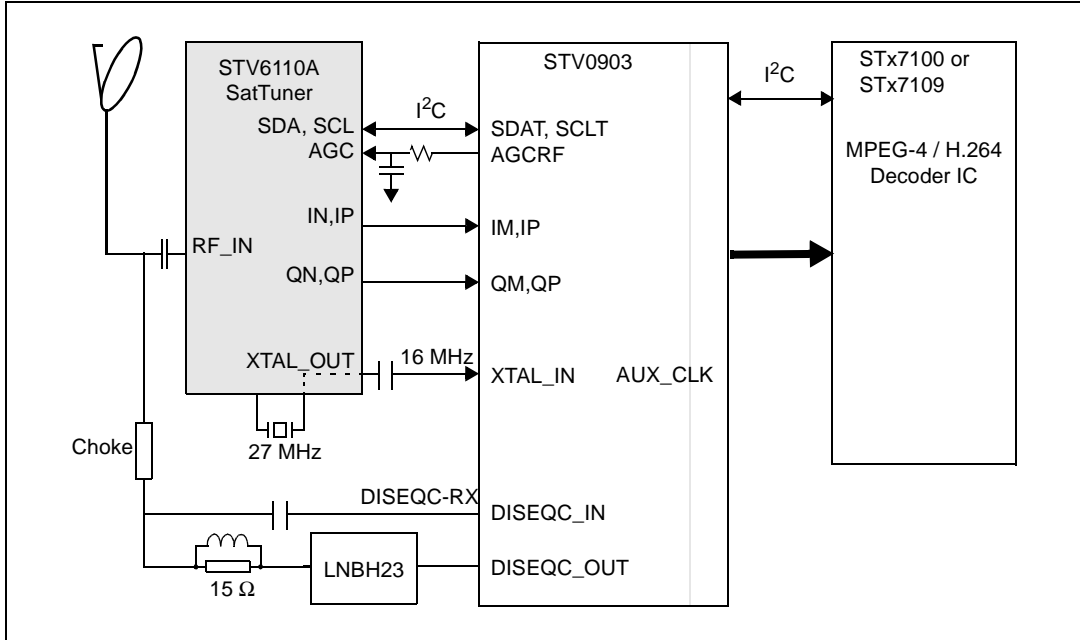 STV6110A
SatTuner
SDA, SCL
AGC
IN,IP
RF_IN
QN,QP
XTAL_OUT
27 MHz
I²C
16 MHz
STV0903
SDAT, SCLT
AGCRF
IM,IP
QM,QP
XTAL_IN AUX_CLK
DISEQC_IN
DISEQC_OUT
I²C
STx7100 or
STx7109
MPEG-4 / H.264
Decoder IC
Choke
DISEQC-RX
15 Ω
LNBH23